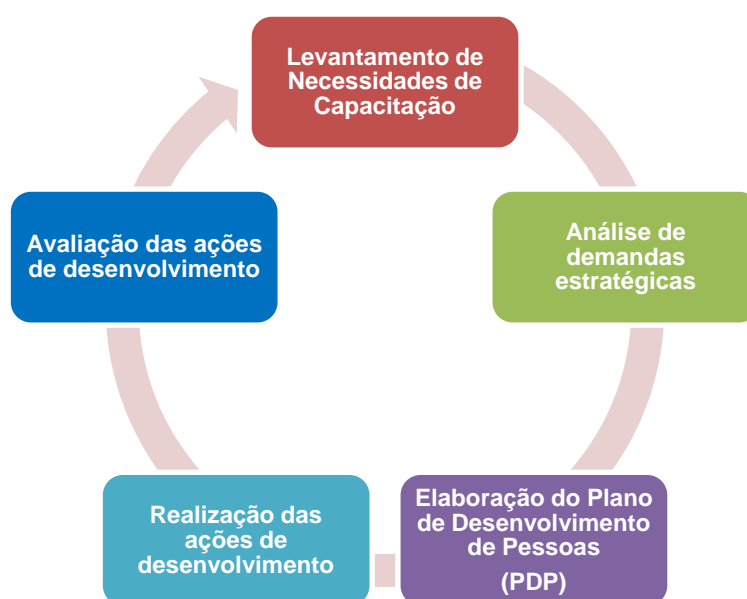 Levantamento de
Necessidades de
Capacitação
Análise de
demandas
estratégicas
Elaboração do Plano
de Desenvolvimento
de Pessoas
(PDP)
Realização das
ações de
desenvolvimento
Avaliação das ações
de desenvolvimento